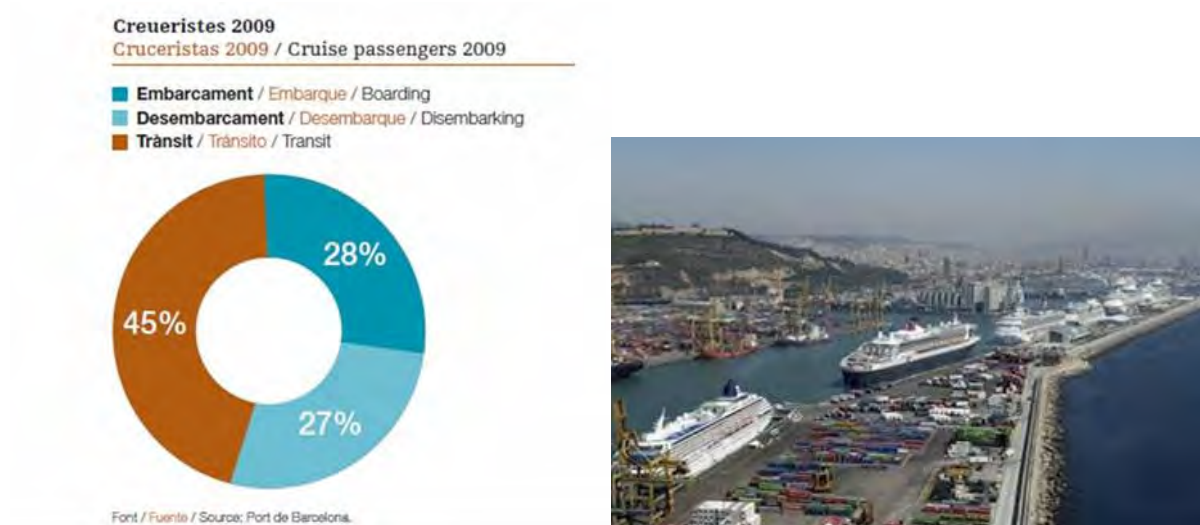 Creueristes 2009
Cruceristas 2009 / Cruise passengers 2009
Embarcament / Embarque / Boarding
Desembarcament / Desembarque / Disembarking
Trànsit / Tránsito / Transit
28%
45%
27%
Font / Fuente / Source: Port de Barcelona.